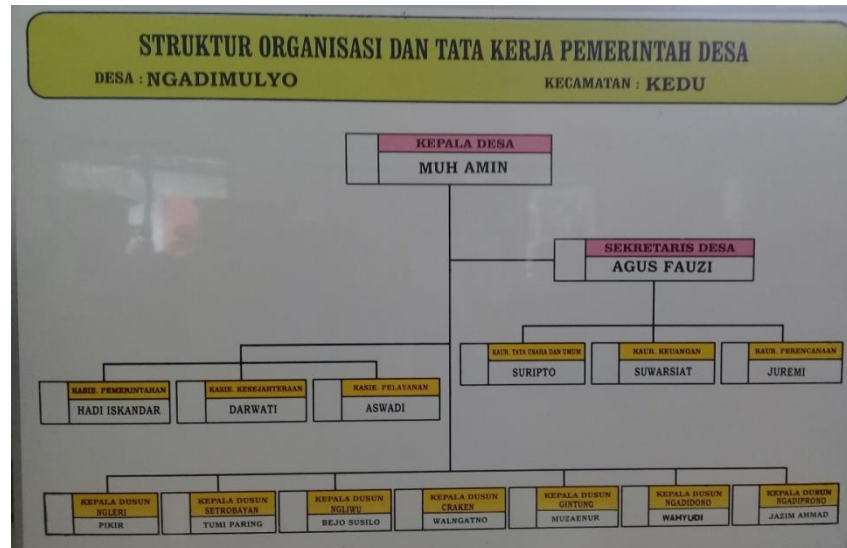 STRUKTUR ORGANISASI DAN TATA KERJA PEMERINTAH DESA
DESA : NGADIMULYO
KECAMATAN : KEDU
KEPALA DESA
MUH AMIN
SEKRETARIS DESA
AGUS FAUZI
KAUR. TATA USAHA DAN UMUM
SURIPTO
KAUR. KEUANGAN
SUWARSIAT
KAUR. PERENCANAAN
JUREMI
KASIE. PEMERINTAHAN
HADI ISKANDAR
KASIE. KESEJAHTERAAN
DARWATI
KASIE. PELAYANAN
ASWADI
KEPALA DUSUN
NGLERI
PIKIR
KEPALA DUSUN
SETROBAYAN
TUMI PARING
KEPALA DUSUN
NGLIWU
BEJO SUSILO
KEPALA DUSUN
CRAKEN
WALNGATNO
KEPALA DUSUN
GINTUNG
MUZAENUR
KEPALA DUSUN
NGADIDONO
WAHYUDI
KEPALA DUSUN
NGADIPRONO
JAZIM AHMAD